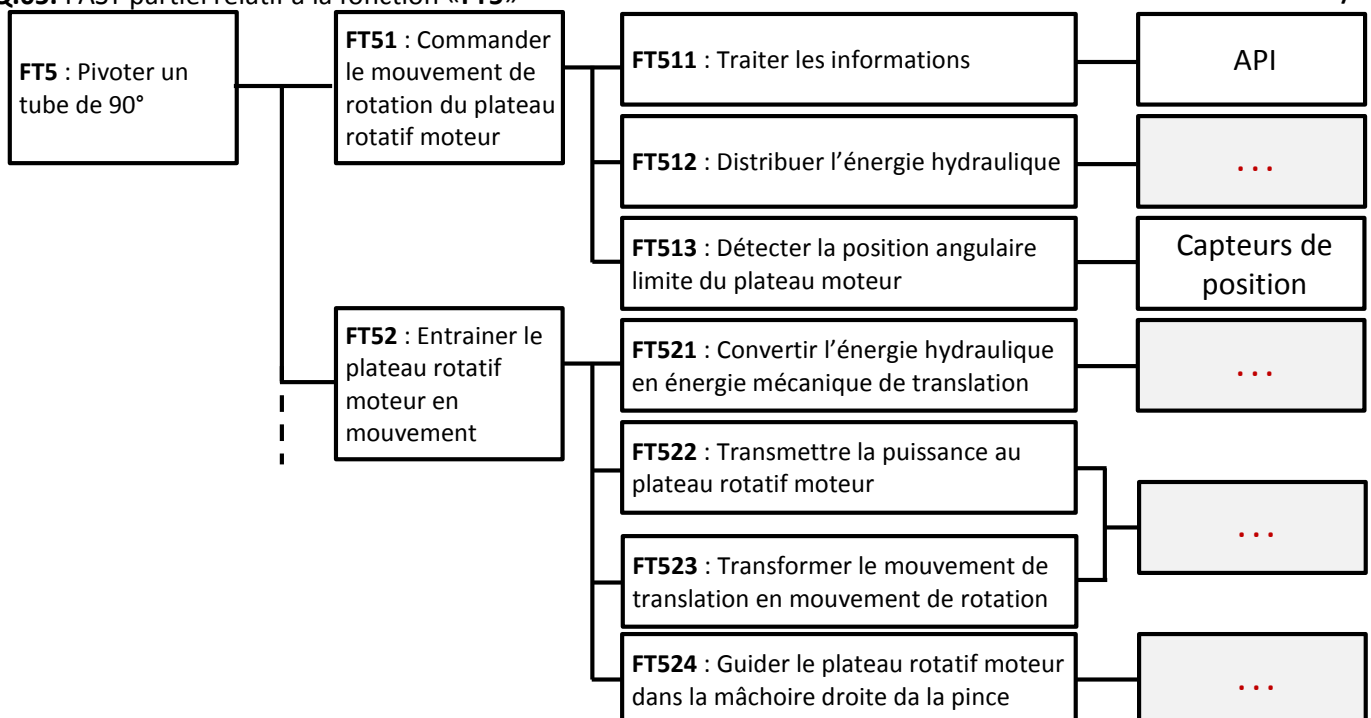 FT5 : Pivoter un
tube de 90°
FT51 : Commander
le mouvement de
rotation du plateau
rotatif moteur
FT511 : Traiter les informations
API
FT512 : Distribuer l’énergie hydraulique
...
FT513 : Détecter la position angulaire
limite du plateau moteur
Capteurs de
position
FT52 : Entrainer le
plateau rotatif
moteur en
mouvement
FT521 : Convertir l’énergie hydraulique
en énergie mécanique de translation
...
FT522 : Transmettre la puissance au
plateau rotatif moteur
FT523 : Transformer le mouvement de
translation en mouvement de rotation
...
FT524 : Guider le plateau rotatif moteur
dans la mâchoire droite da la pince
...